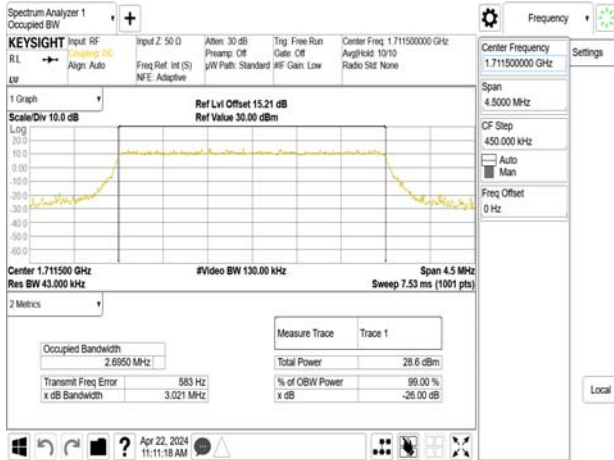 Spectrum Analyzer 1
Occupied BW
+
Frequency
KEYSIGHT
RL
Input: RF
Coupling: DC
Align: Auto
Input Z: 50 Ω
Freq Ref: Int (S)
NFE: Adaptive
Atten: 30 dB
Preamp: Off
µW Path: Standard
Trig: Free Run
Gate: Off
#IF Gain: Low
Center Freq: 1.711500000 GHz
Avg|Hold: 10/10
Radio Std: None
Center Frequency
1.711500000 GHz
Settings
Span
4.5000 MHz
CF Step
450.000 kHz
Auto
Man
Freq Offset
0 Hz
Local
1 Graph
Scale/Div 10.0 dB
Ref Lvl Offset 15.21 dB
Ref Value 30.00 dBm
Log
20.0
10.0
0.00
-10.0
-20.0
-30.0
-40.0
-50.0
-60.0
Center 1.711500 GHz
#Video BW 130.00 kHz
Span 4.5 MHz
Res BW 43.000 kHz
Sweep 7.53 ms (1001 pts)
2 Metrics
Measure Trace
Trace 1
Occupied Bandwidth
2.6950 MHz
Total Power
28.6 dBm
Transmit Freq Error
583 Hz
% of OBW Power
99.00 %
x dB Bandwidth
3.021 MHz
x dB
-26.00 dB
?
Apr 22, 2024
11:11:18 AM